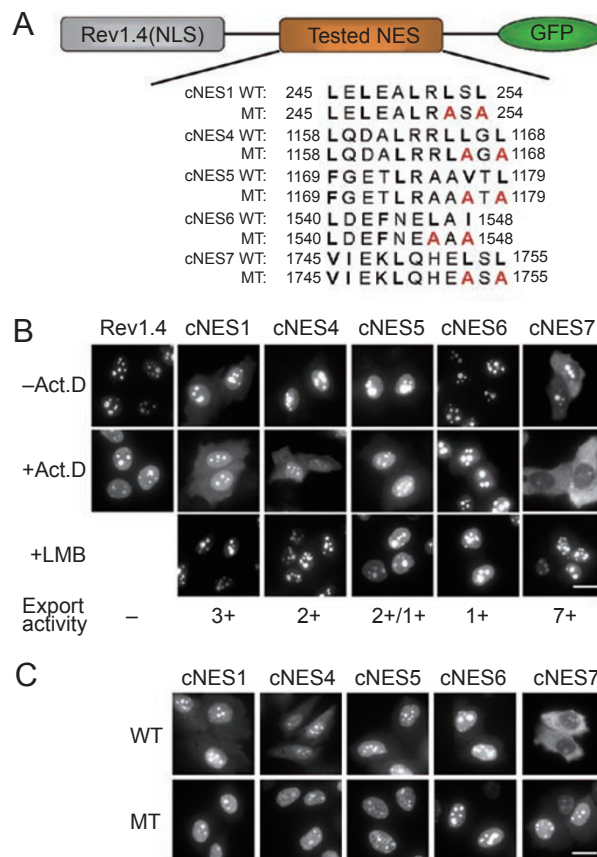 A
Rev1.4(NLS) Tested NES GFP
cNES1 WT: 245 LELEALRLSL 254
MT: 245 LELEALRASA 254
cNES4 WT: 1158 LQDALRRLLGL 1168
MT: 1158 LQDALRRLAGA 1168
cNES5 WT: 1169 FGETLRAAVTL 1179
MT: 1169 FGETLRAAATA 1179
cNES6 WT: 1540 LDEFNELAI 1548
MT: 1540 LDEFNEAAA 1548
cNES7 WT: 1745 VIEKLQHELSL 1755
MT: 1745 VIEKLQHEASA 1755
B
Rev1.4 cNES1 cNES4 cNES5 cNES6 cNES7
–Act.D
+Act.D
+LMB
Export
activity – 3+ 2+ 2+/1+ 1+ 7+
C
cNES1 cNES4 cNES5 cNES6 cNES7
WT
MT